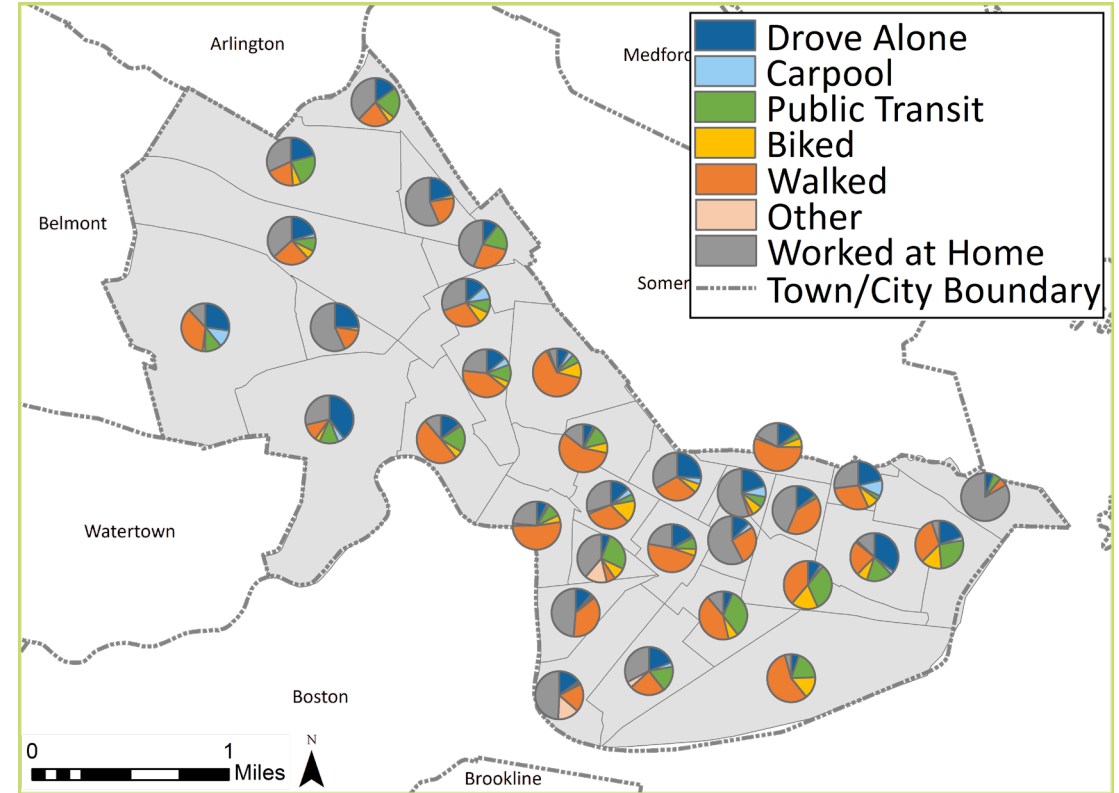 Arlington
Medford
Drove Alone
Carpool
Public Transit
Biked
Walked
Other
Worked at Home
Town/City Boundary
Belmont
Somer
Watertown
Boston
0 1
Miles
N
Brookline